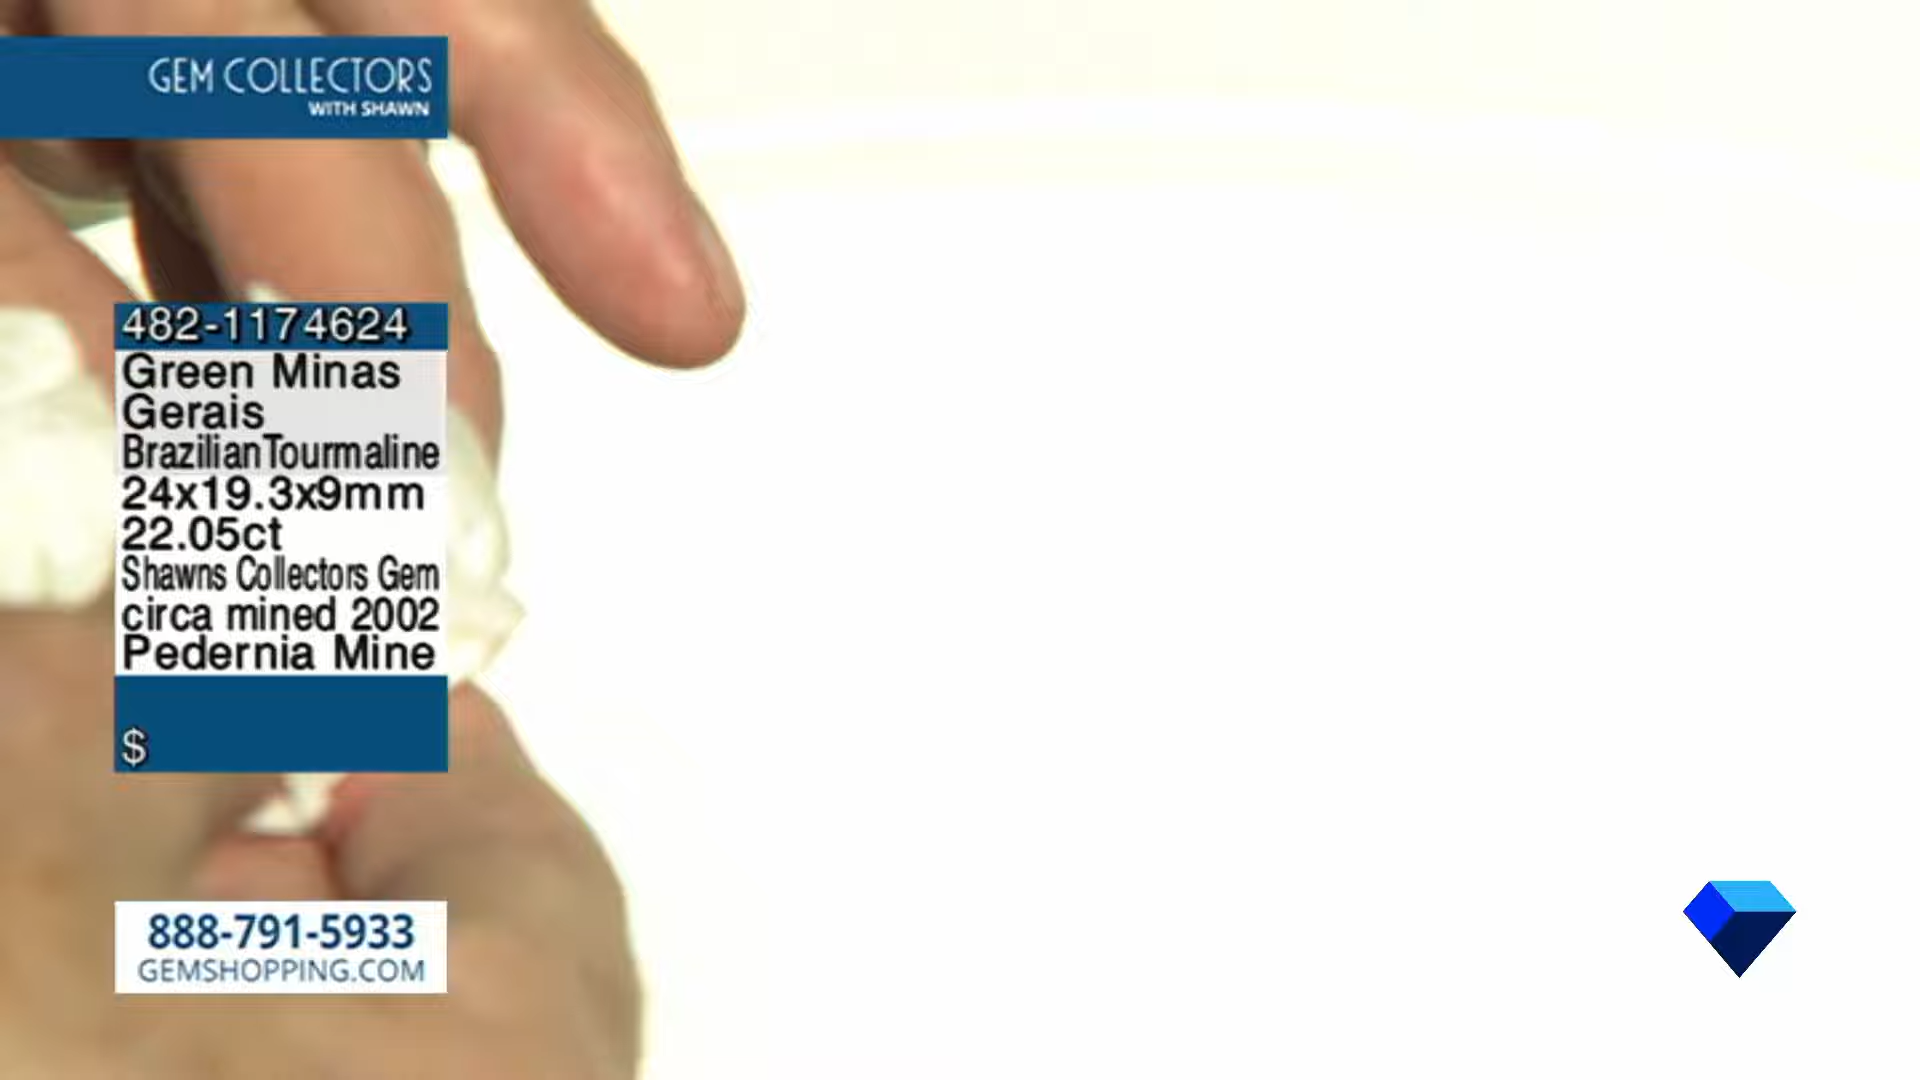 GEM COLLECTORS
WITH SHAWN
482-1174624
Green Minas
Gerais
Brazilian Tourmaline
24x19.3x9mm
22.05ct
Shawns Collectors Gem
circa mined 2002
Pedernia Mine
$
888-791-5933
GEMSHOPPING.COM